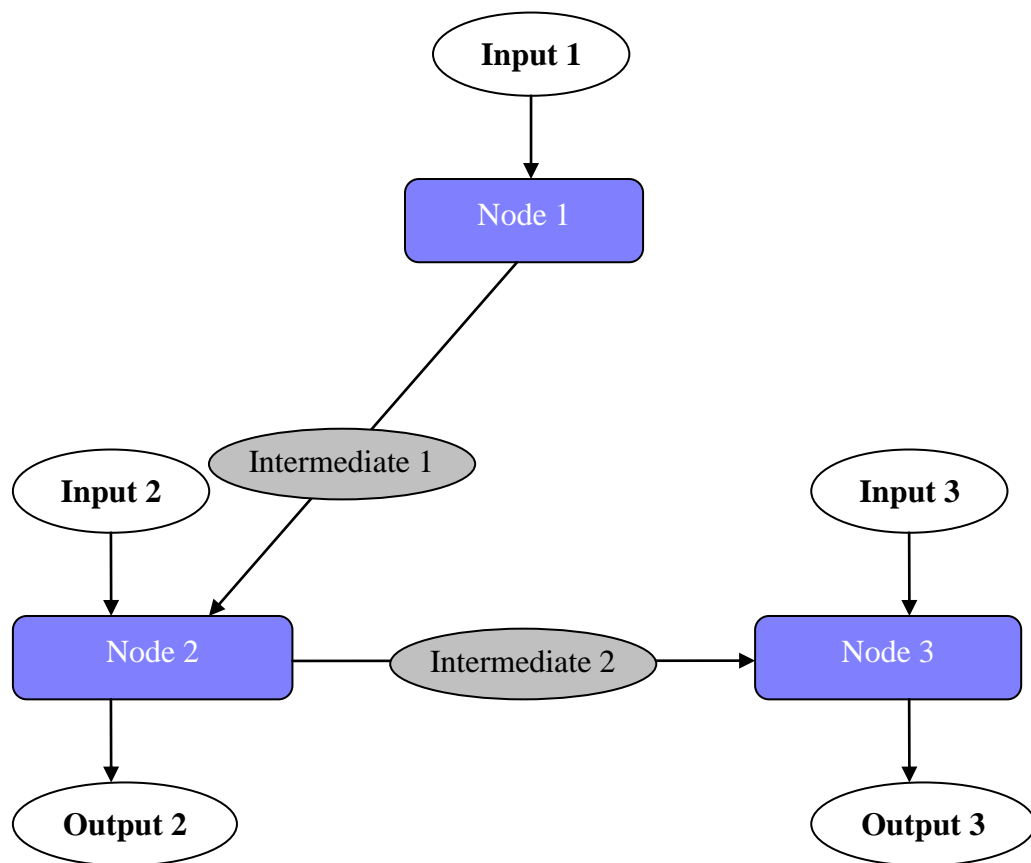 Input 1
Node 1
Intermediate 1
Input 2
Input 3
Node 2
Intermediate 2
Node 3
Output 2
Output 3